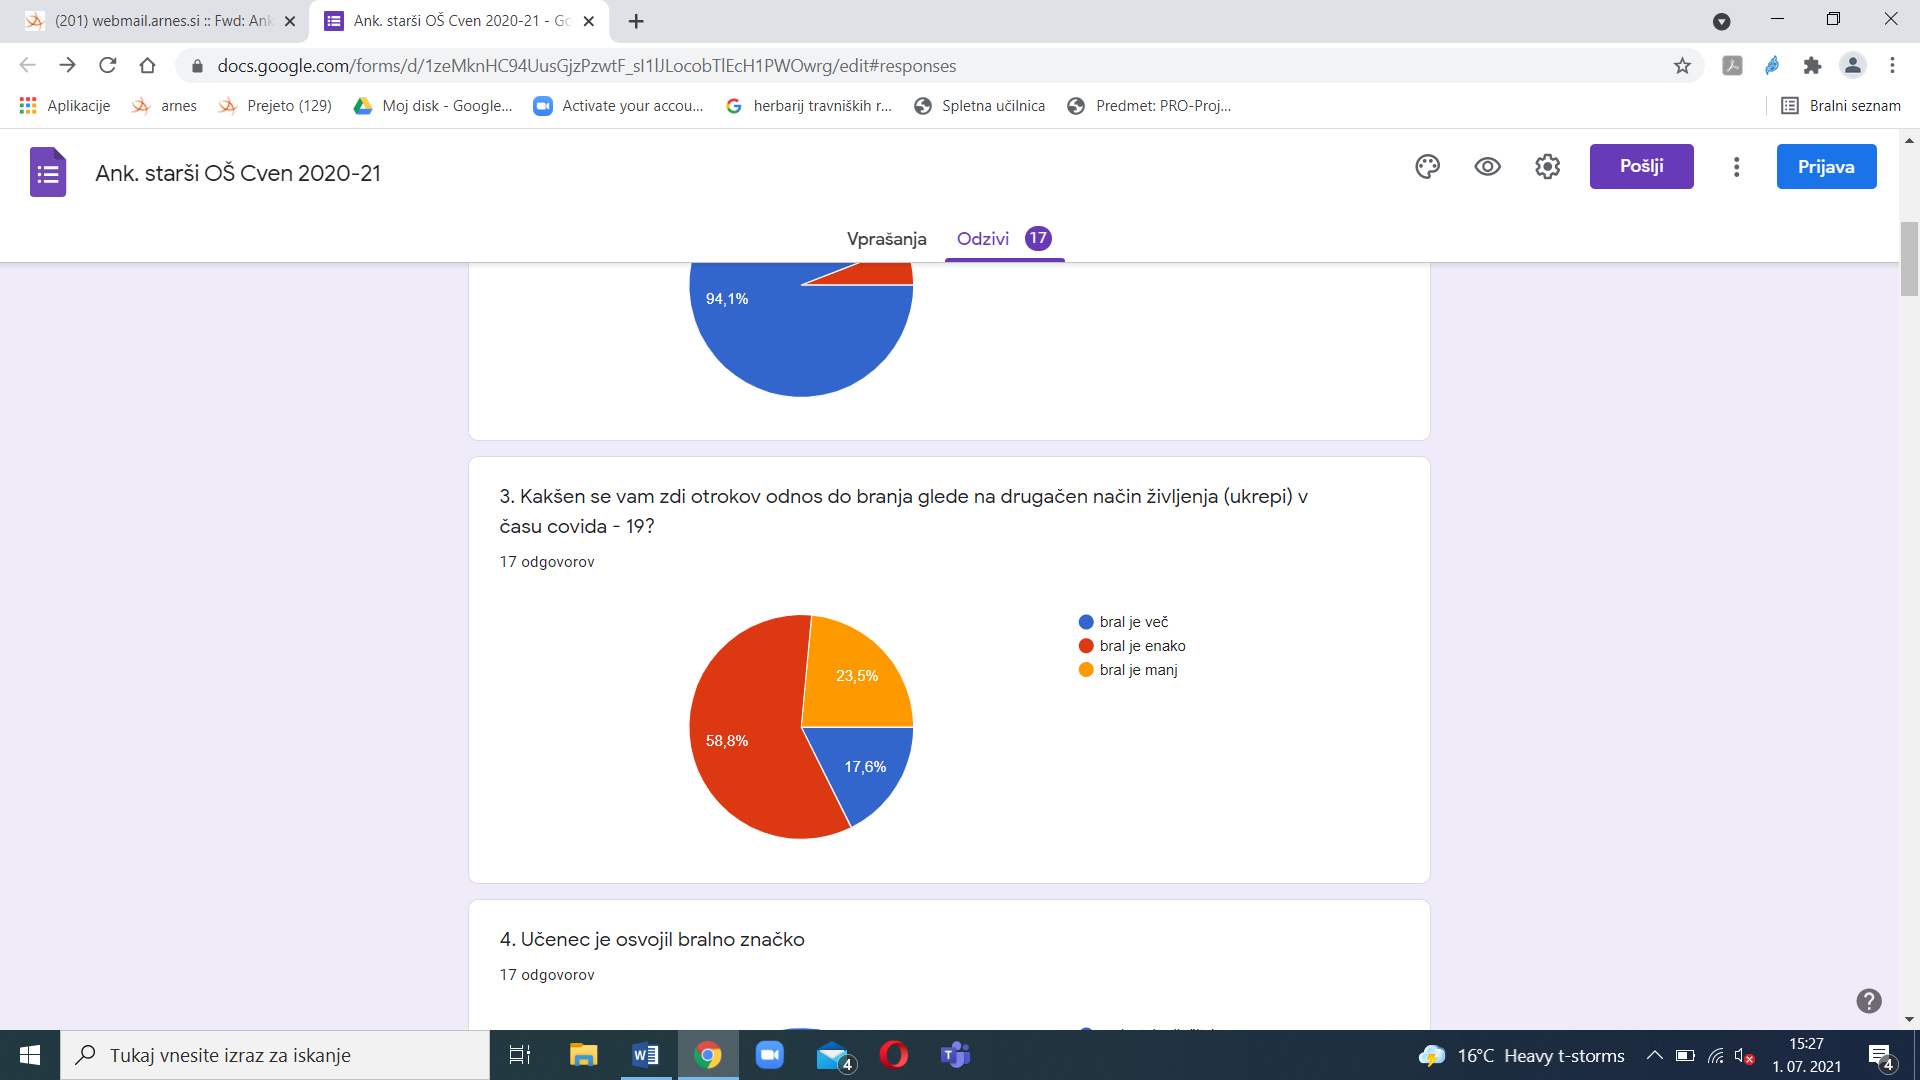 (201) webmail.arnes.si :: Fwd: Ank
Ank. starši OŠ Cven 2020-21 - Go
docs.google.com/forms/d/1zeMknHC94UusGjzPzwtF_sI1lJLocobTlEcH1PWOwrg/edit#responses
Aplikacije
arnes
Prejeto (129)
Moj disk - Google...
Activate your accou...
herbarij travniških r...
Spletna učilnica
Predmet: PRO-Proj...
Bralni seznam
Ank. starši OŠ Cven 2020-21
Pošlji
Prijava
Vprašanja
Odzivi 17
94,1%
3. Kakšen se vam zdi otrokov odnos do branja glede na drugačen način življenja (ukrepi) v
času covida - 19?
17 odgovorov
bral je več
bral je enako
bral je manj
23,5%
58,8%
17,6%
4. Učenec je osvojil bralno značko
17 odgovorov
Tukaj vnesite izraz za iskanje
4
16°C Heavy t-storms
15:27
1. 07. 2021
4